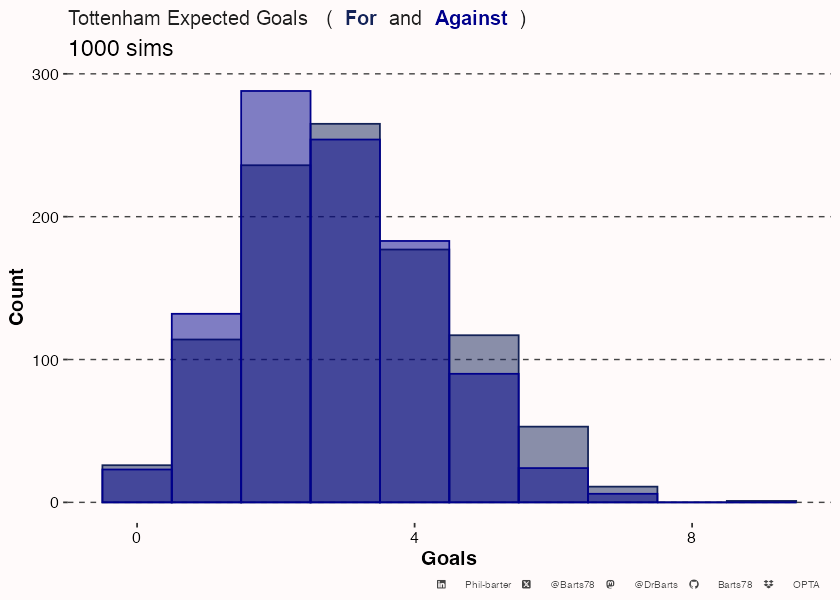 Tottenham Expected Goals ( For and Against )
1000 sims
300
200
100
0
Count
0 4 8
Goals
Phil-barter @Barts78 @DrBarts Barts78 OPTA